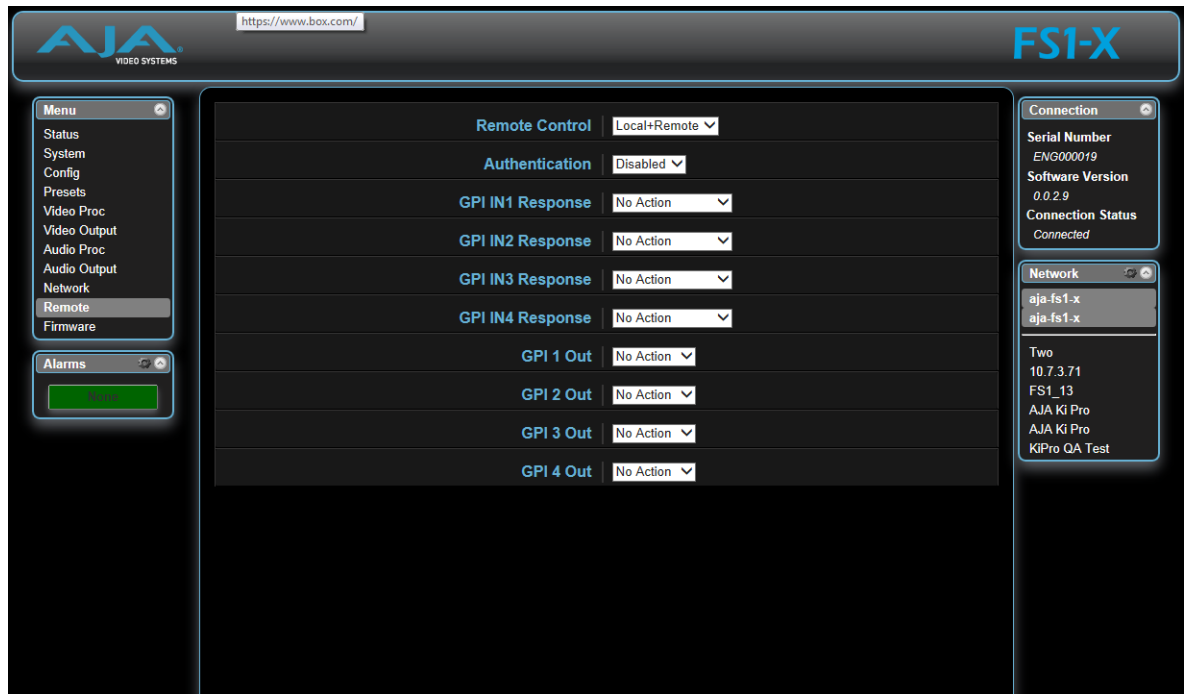 https://www.box.com/
AJA
VIDEO SYSTEMS
FS1-X
Menu
Status
System
Config
Presets
Video Proc
Video Output
Audio Proc
Audio Output
Network
Remote
Firmware
Alarms
None
Remote Control Local+Remote
Authentication Disabled
GPI IN1 Response No Action
GPI IN2 Response No Action
GPI IN3 Response No Action
GPI IN4 Response No Action
GPI 1 Out No Action
GPI 2 Out No Action
GPI 3 Out No Action
GPI 4 Out No Action
Connection
Serial Number
ENG000019
Software Version
0.0.2.9
Connection Status
Connected
Network
aja-fs1-x
aja-fs1-x
Two
10.7.3.71
FS1_13
AJA Ki Pro
AJA Ki Pro
KiPro QA Test